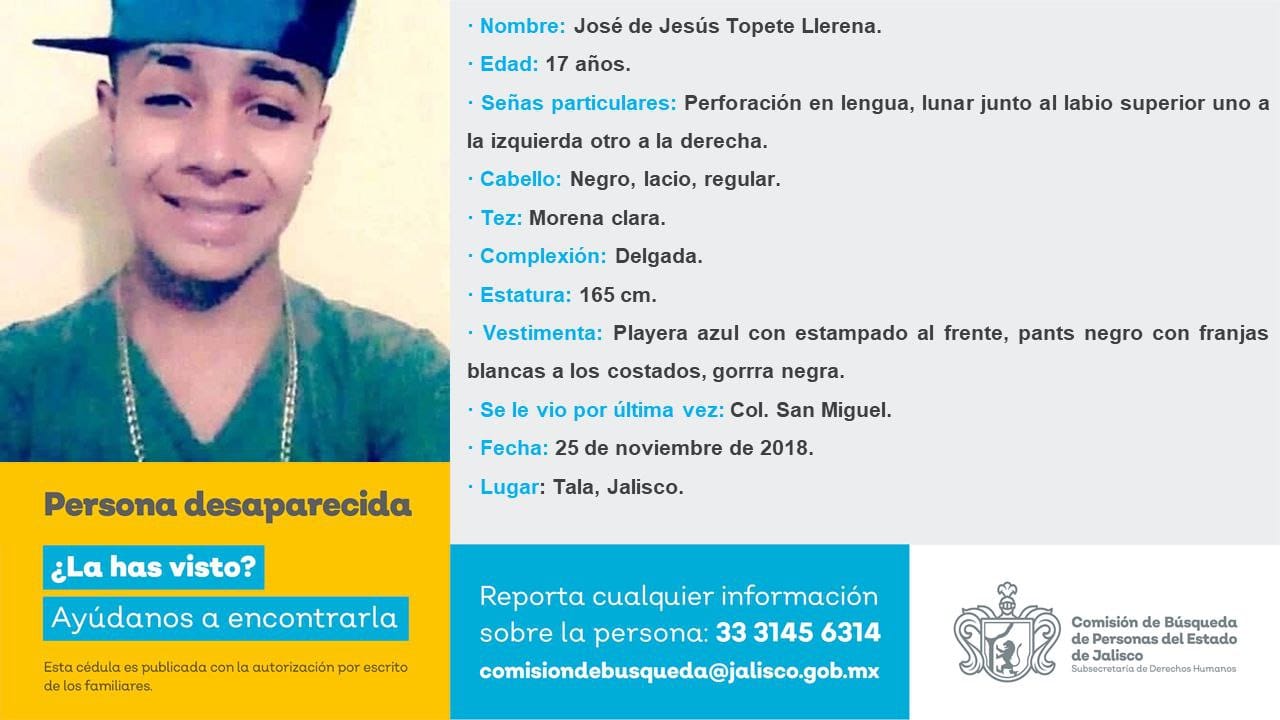 · Nombre: José de Jesús Topete Llerena.
· Edad: 17 años.
· Señas particulares: Perforación en lengua, lunar junto al labio superior uno a
la izquierda otro a la derecha.
· Cabello: Negro, lacio, regular.
· Tez: Morena clara.
· Complexión: Delgada.
· Estatura: 165 cm.
· Vestimenta: Playera azul con estampado al frente, pants negro con franjas
blancas a los costados, gorrra negra.
· Se le vio por última vez: Col. San Miguel.
· Fecha: 25 de noviembre de 2018.
· Lugar: Tala, Jalisco.
Persona desaparecida
¿La has visto?
Ayúdanos a encontrarla
Esta cédula es publicada con la autorización por escrito
de los familiares.
Reporta cualquier información
sobre la persona: 33 3145 6314
comisiondebusqueda@jalisco.gob.mx
Comisión de Búsqueda
de Personas del Estado
de Jalisco
Subsecretaría de Derechos Humanos